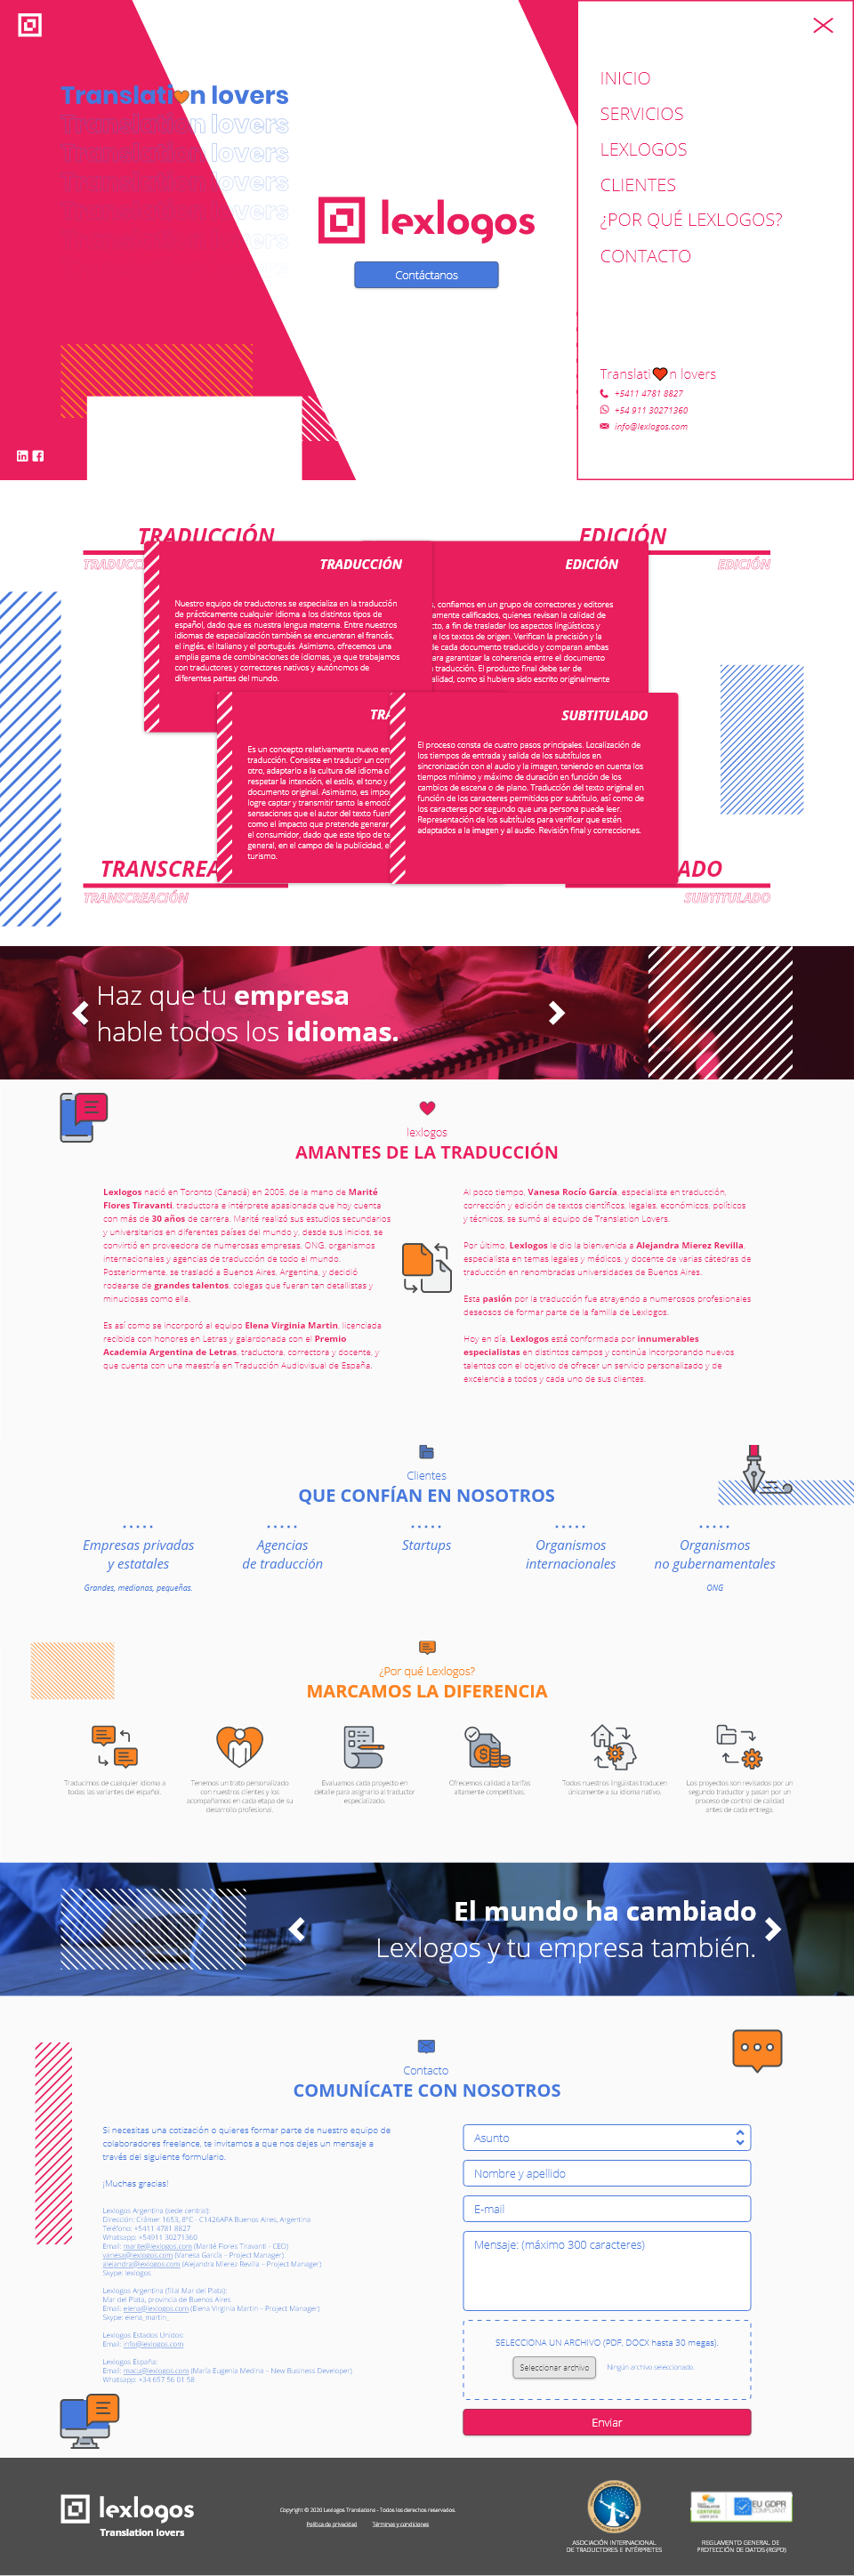 Translati n lovers
Translation lovers
Translation lovers
Translation lovers
lexlogos
Contáctanos
INICIO
SERVICIOS
LEXLOGOS
CLIENTES
¿POR QUÉ LEXLOGOS?
CONTACTO
Translati n lovers
+5411 4781 8827
+54 911 30271360
info@lexlogos.com
TRADUCCIÓN
TRADUCCIÓN
Nuestro equipo de traductores se especializa en la traducción
de prácticamente cualquier idioma a los distintos tipos de
español, dado que es nuestra lengua materna. Entre nuestros
idiomas de especialización también se encuentran el francés,
el inglés, el italiano y el portugués. Asimismo, ofrecemos una
amplia gama de combinaciones de idiomas, ya que trabajamos
con traductores y correctores nativos y autónomos de
diferentes partes del mundo.
EDICIÓN
EDICIÓN
EDICIÓN
, confiamos en un grupo de correctores y editores
amente calificados, quienes revisan la calidad de
cto, a fin de trasladar los aspectos lingüísticos y
e los textos de origen. Verifican la precisión y la
de cada documento traducido y comparan ambas
para garantizar la coherencia entre el documento
traducción. El producto final debe ser de
alidad, como si hubiera sido escrito originalmente
TRA
Es un concepto relativamente nuevo en
traducción. Consiste en traducir un con
otro, adaptarlo a la cultura del idioma o
respetar la intención, el estilo, el tono y
documento original. Asimismo, es impo
logre captar y transmitir tanto la emoció
sensaciones que el autor del texto fuen
como el impacto que pretende generar
el consumidor, dado que este tipo de te
general, en el campo de la publicidad, e
turismo.
TRANSCREA
TRANSCREACIÓN
SUBTITULADO
El proceso consta de cuatro pasos principales. Localización de
los tiempos de entrada y salida de los subtítulos en
sincronización con el audio y la imagen, teniendo en cuenta los
tiempos mínimo y máximo de duración en función de los
cambios de escena o de plano. Traducción del texto original en
función de los caracteres permitidos por subtítulo, así como de
los caracteres por segundo que una persona puede leer.
Representación de los subtítulos para verificar que estén
adaptados a la imagen y al audio. Revisión final y correcciones.
ADO
SUBTITULADO
Haz que tu empresa
hable todos los idiomas.
lexlogos
AMANTES DE LA TRADUCCIÓN
Lexlogos nació en Toronto (Canadá) en 2005, de la mano de Marité
Flores Tiravanti, traductora e intérprete apasionada que hoy cuenta
con más de 30 años de carrera. Marité realizó sus estudios secundarios
y universitarios en diferentes países del mundo y, desde sus inicios, se
convirtió en proveedora de numerosas empresas, ONG, organismos
internacionales y agencias de traducción de todo el mundo.
Posteriormente, se trasladó a Buenos Aires, Argentina, y decidió
rodearse de grandes talentos, colegas que fueran tan detallistas y
minuciosas como ella.
Es así como se incorporó al equipo Elena Virginia Martin, licenciada
recibida con honores en Letras y galardonada con el Premio
Academia Argentina de Letras, traductora, correctora y docente, y
que cuenta con una maestría en Traducción Audiovisual de España.
Al poco tiempo, Vanesa Rocío García, especialista en traducción,
corrección y edición de textos científicos, legales, económicos, políticos
y técnicos, se sumó al equipo de Translation Lovers.
Por último, Lexlogos le dio la bienvenida a Alejandra Mierez Revilla,
especialista en temas legales y médicos, y docente de varias cátedras de
traducción en renombradas universidades de Buenos Aires.
Esta pasión por la traducción fue atrayendo a numerosos profesionales
deseosos de formar parte de la familia de Lexlogos.
Hoy en día, Lexlogos está conformada por innumerables
especialistas en distintos campos y continúa incorporando nuevos
talentos con el objetivo de ofrecer un servicio personalizado y de
excelencia a todos y cada uno de sus clientes.
Clientes
QUE CONFÍAN EN NOSOTROS
Empresas privadas
y estatales
Grandes, medianas, pequeñas.
Agencias
de traducción
Startups
Organismos
internacionales
Organismos
no gubernamentales
ONG
¿Por qué Lexlogos?
MARCAMOS LA DIFERENCIA
Traducimos de cualquier idioma a
todas las variantes del español.
Tenemos un trato personalizado
con nuestros clientes y los
acompañamos en cada etapa de su
desarrollo profesional.
Evaluamos cada proyecto en
detalle para asignarlo al traductor
especializado.
Ofrecemos calidad a tarifas
altamente competitivas.
Todos nuestros lingüistas traducen
únicamente a su idioma nativo.
Los proyectos son revisados por un
segundo traductor y pasan por un
proceso de control de calidad
antes de cada entrega.
El mundo ha cambiado
Lexlogos y tu empresa también.
Contacto
COMUNÍCATE CON NOSOTROS
Si necesitas una cotización o quieres formar parte de nuestro equipo de
colaboradores freelance, te invitamos a que nos dejes un mensaje a
través del siguiente formulario.
¡Muchas gracias!
Lexlogos Argentina (sede central):
Dirección: Crámer 1653, 8°C - C1426APA Buenos Aires, Argentina
Teléfono: +5411 4781 8827
Whatsapp: +54911 30271360
Email: marite@lexlogos.com (Marité Flores Tiravanti - CEO)
vanesa@lexlogos.com (Vanesa García – Project Manager)
alejandra@lexlogos.com (Alejandra Mierez Revilla – Project Manager)
Skype: lexlogos
Lexlogos Argentina (filial Mar del Plata):
Mar del Plata, provincia de Buenos Aires
Email: elena@lexlogos.com (Elena Virginia Martin – Project Manager)
Skype: elena_martin_
Lexlogos Estados Unidos:
Email: info@lexlogos.com
Lexlogos España:
Email: macu@lexlogos.com (María Eugenia Medina – New Business Developer)
Whatsapp: +34 657 56 01 58
Asunto
Nombre y apellido
E-mail
Mensaje: (máximo 300 caracteres)
SELECCIONA UN ARCHIVO (PDF, DOCX hasta 30 megas).
Seleccionar archivo
Ningún archivo seleccionado
Enviar
lexlogos
Translation lovers
Copyright © 2020 Lexlogos Translations - Todos los derechos reservados.
Política de privacidad
Términos y condiciones
ASOCIACIÓN INTERNACIONAL
DE TRADUCTORES E INTÉRPRETES
EU GDPR
COMPLIANT
REGLAMENTO GENERAL DE
PROTECCIÓN DE DATOS (RGPD)